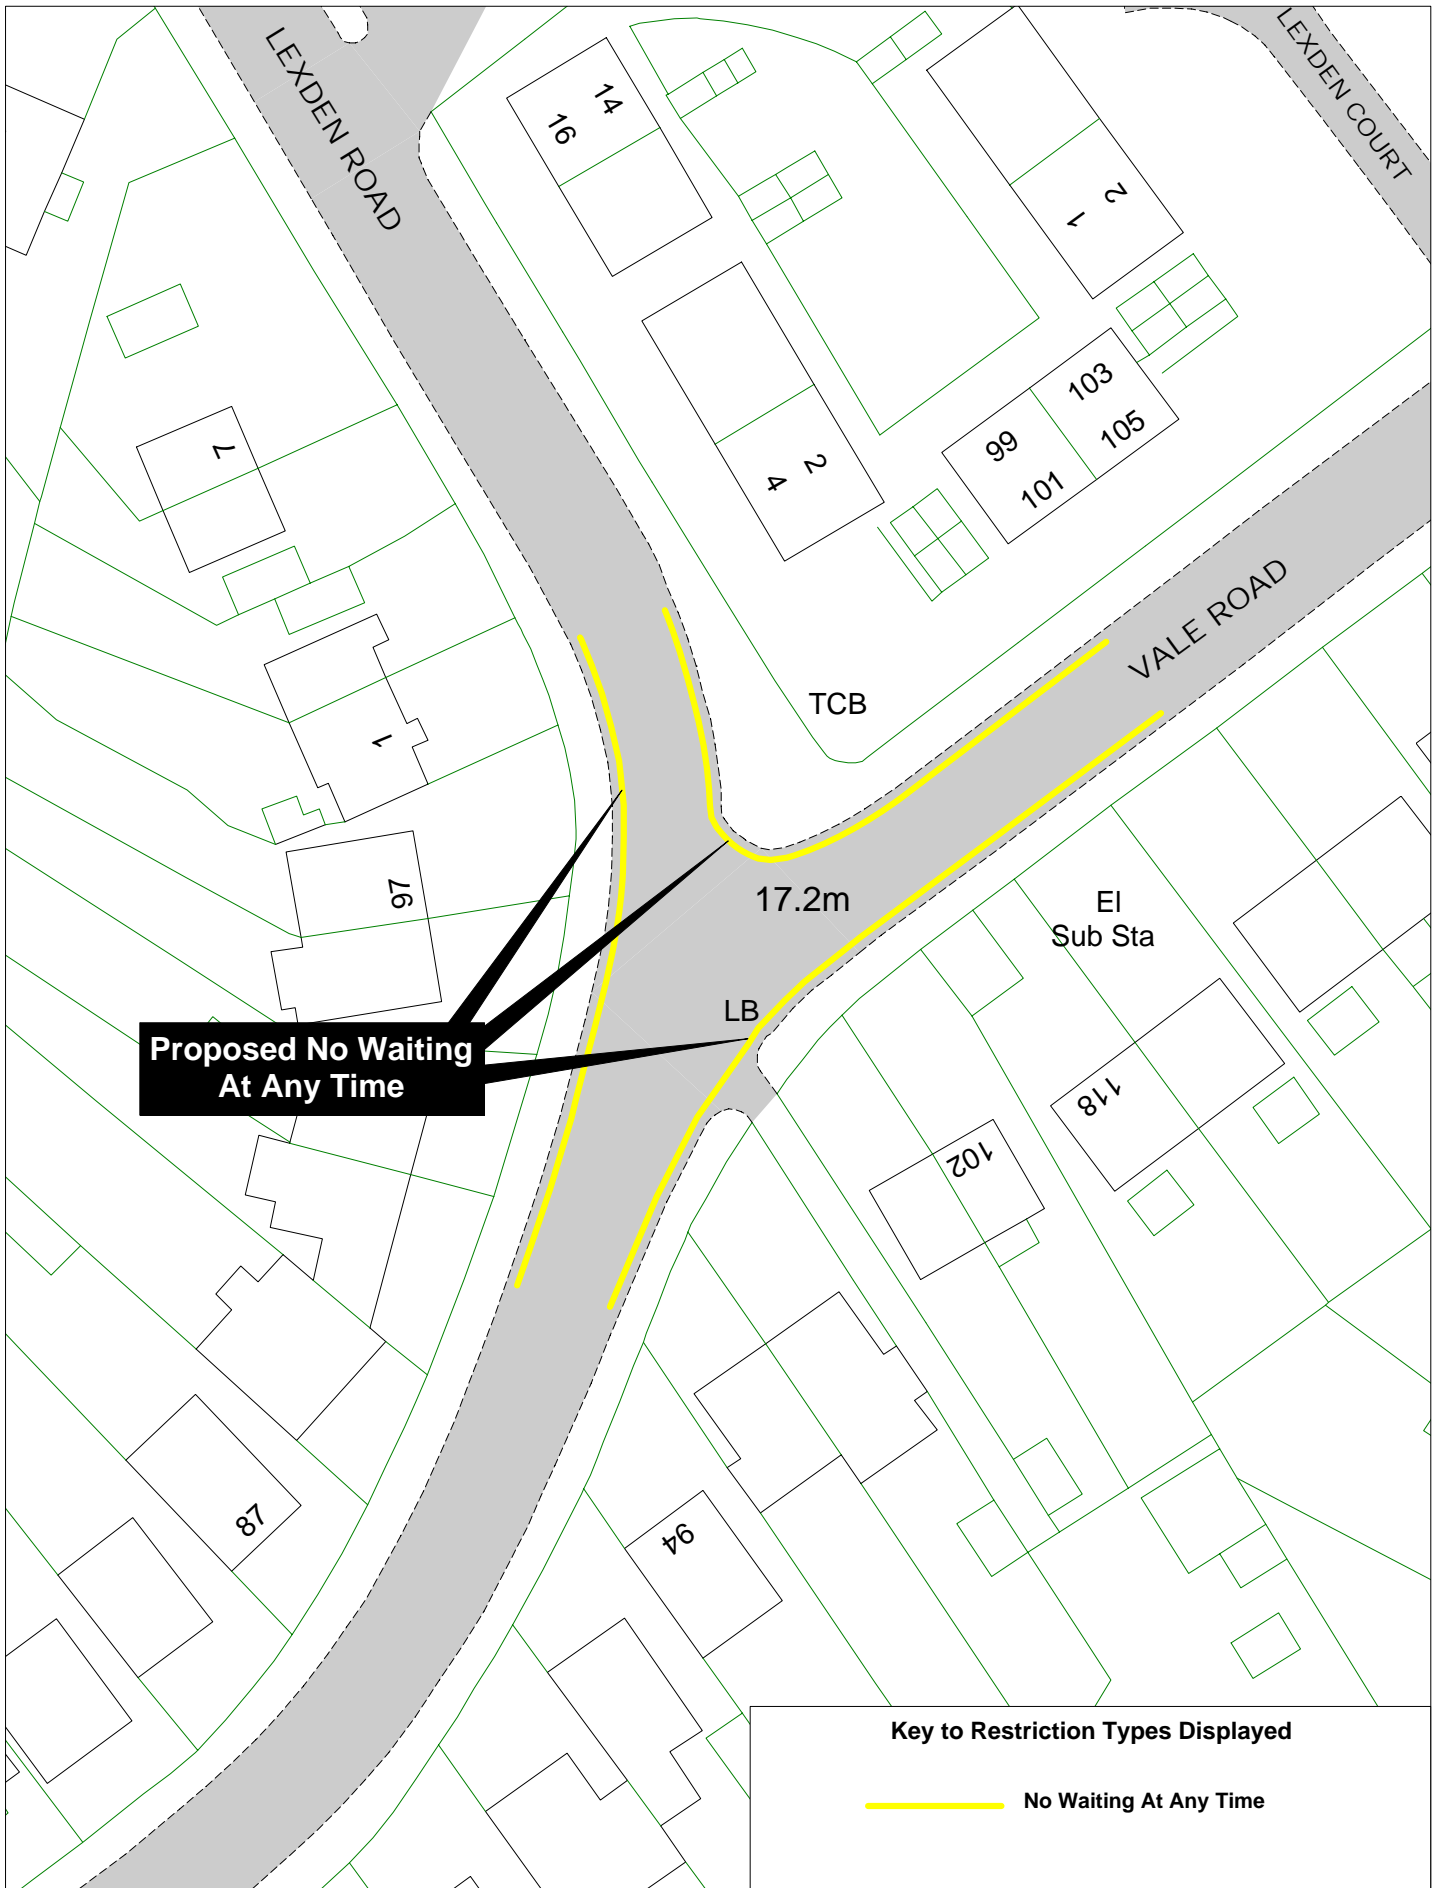 LEXDEN ROAD
LEXDEN COURT
14
16
2
1
103
105
99
101
2
4
7
VALE ROAD
TCB
1
97
17.2m
El
Sub Sta
LB
Proposed No Waiting
At Any Time
118
102
87
94
Key to Restriction Types Displayed
No Waiting At Any Time